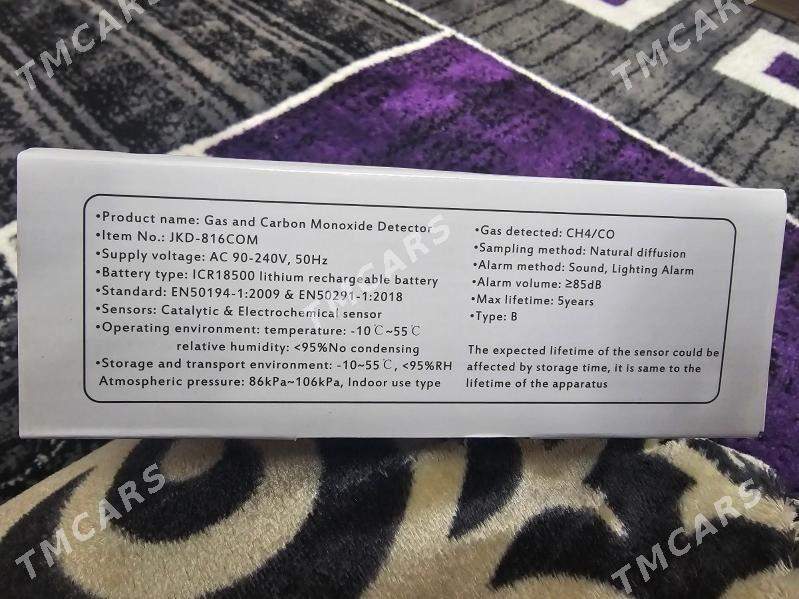 TMCARS
TMCARS
•Product name: Gas and Carbon Monoxide Detector
•Item No.: JKD-816COM
•Supply voltage: AC 90-240V, 50Hz
•Battery type: ICR18500 lithium rechargeable battery
•Standard: EN50194-1:2009 & EN50291-1:2018
•Sensors: Catalytic & Electrochemical sensor
•Operating environment: temperature: -10℃~55℃
relative humidity: <95%No condensing
•Storage and transport environment: -10~55℃, <95%RH
Atmospheric pressure: 86kPa~106kPa, Indoor use type
•Gas detected: CH4/CO
•Sampling method: Natural diffusion
•Alarm method: Sound, Lighting Alarm
•Alarm volume: ≥85dB
•Max lifetime: 5years
•Type: B
The expected lifetime of the sensor could be
affected by storage time, it is same to the
lifetime of the apparatus
TMCARS
TMCARS
TMCARS